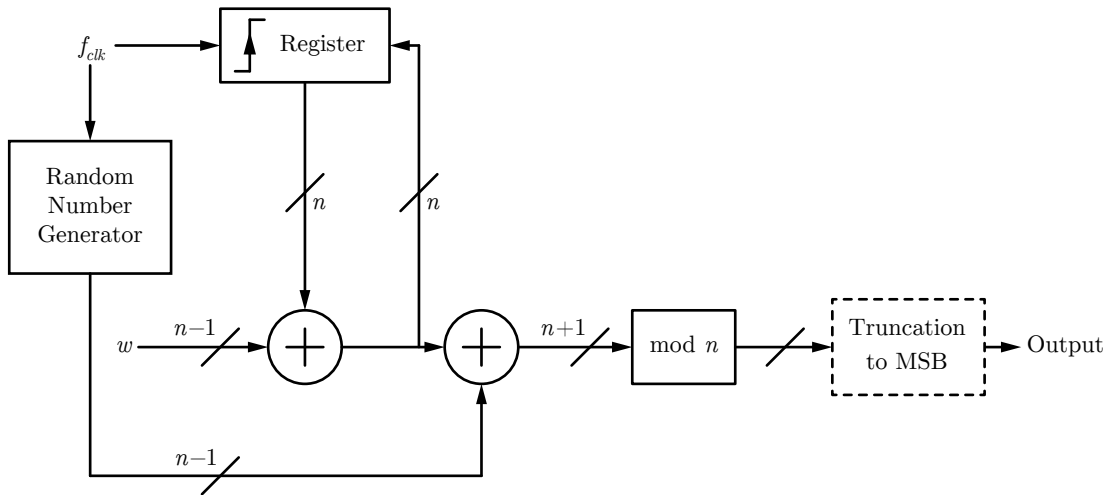 f_clk
Register
Random
Number
Generator
n
n
w
n−1
n+1
mod n
Truncation
to MSB
Output
n−1